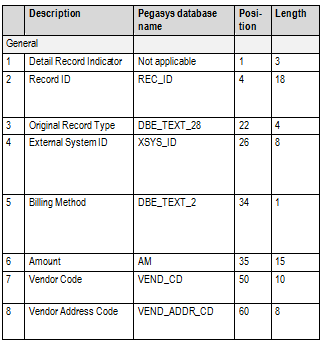 Description Pegasys database name Posi-tion Length
General
1 Detail Record Indicator Not applicable 1 3
2 Record ID REC_ID 4 18
3 Original Record Type DBE_TEXT_28 22 4
4 External System ID XSYS_ID 26 8
5 Billing Method DBE_TEXT_2 34 1
6 Amount AM 35 15
7 Vendor Code VEND_CD 50 10
8 Vendor Address Code VEND_ADDR_CD 60 8